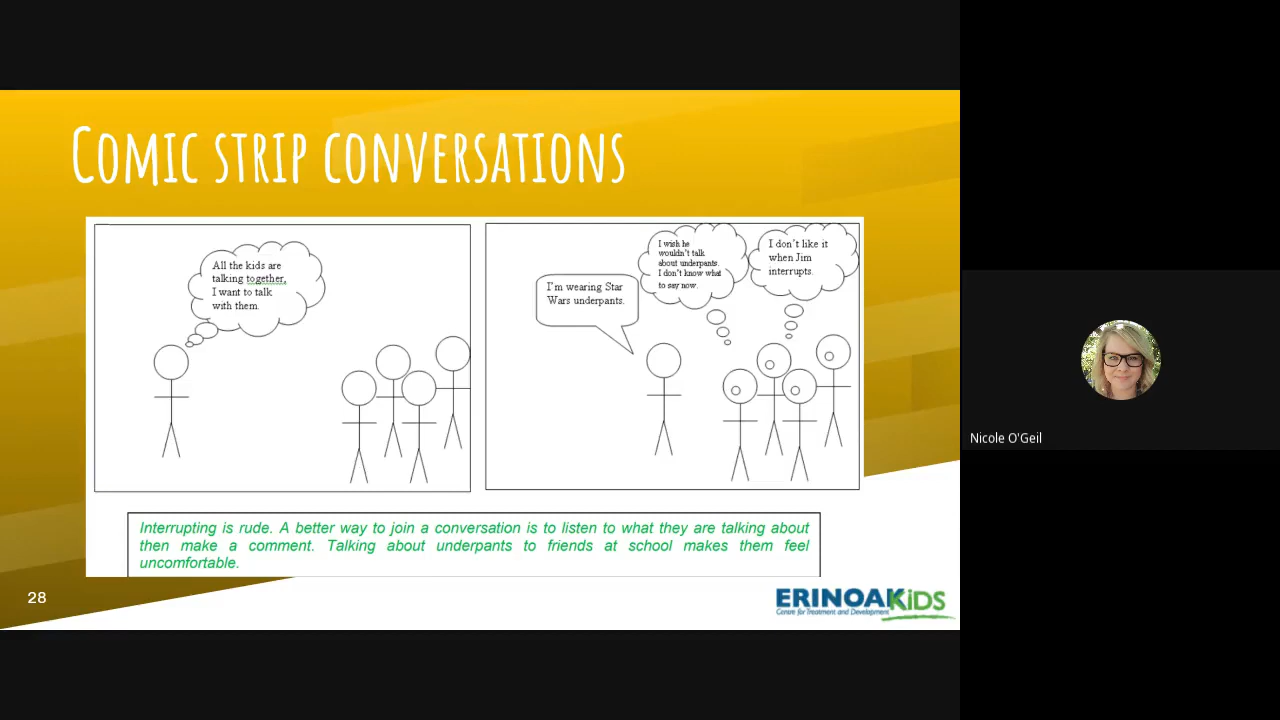 Comic strip conversations
All the kids are
talking together,
I want to talk
with them.
I'm wearing Star
Wars underpants.
I wish he
wouldn't talk
about underpants.
I don't know what
to say now.
I don't like it
when Jim
interrupts.
Interrupting is rude. A better way to join a conversation is to listen to what they are talking about
then make a comment. Talking about underpants to friends at school makes them feel
uncomfortable.
28
ERINOAKKiDS
Centre for Treatment and Development
Nicole O'Geil